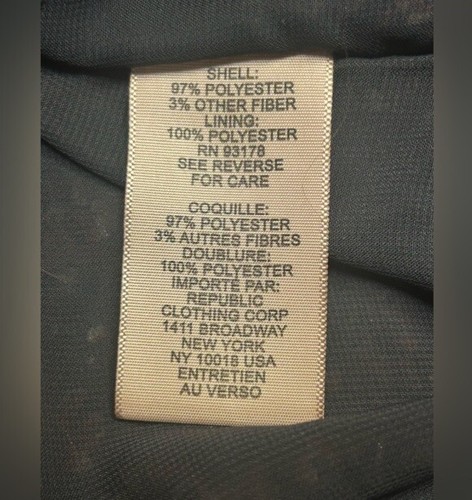 SHELL:
97% POLYESTER
3% OTHER FIBER
LINING:
100% POLYESTER
RN 93178
SEE REVERSE
FOR CARE
COQUILLE:
97% POLYESTER
3% AUTRES FIBRES
DOUBLURE:
100% POLYESTER
IMPORTÉ PAR:
REPUBLIC
CLOTHING CORP
1411 BROADWAY
NEW YORK
NY 10018 USA
ENTRETIEN
AU VERSO